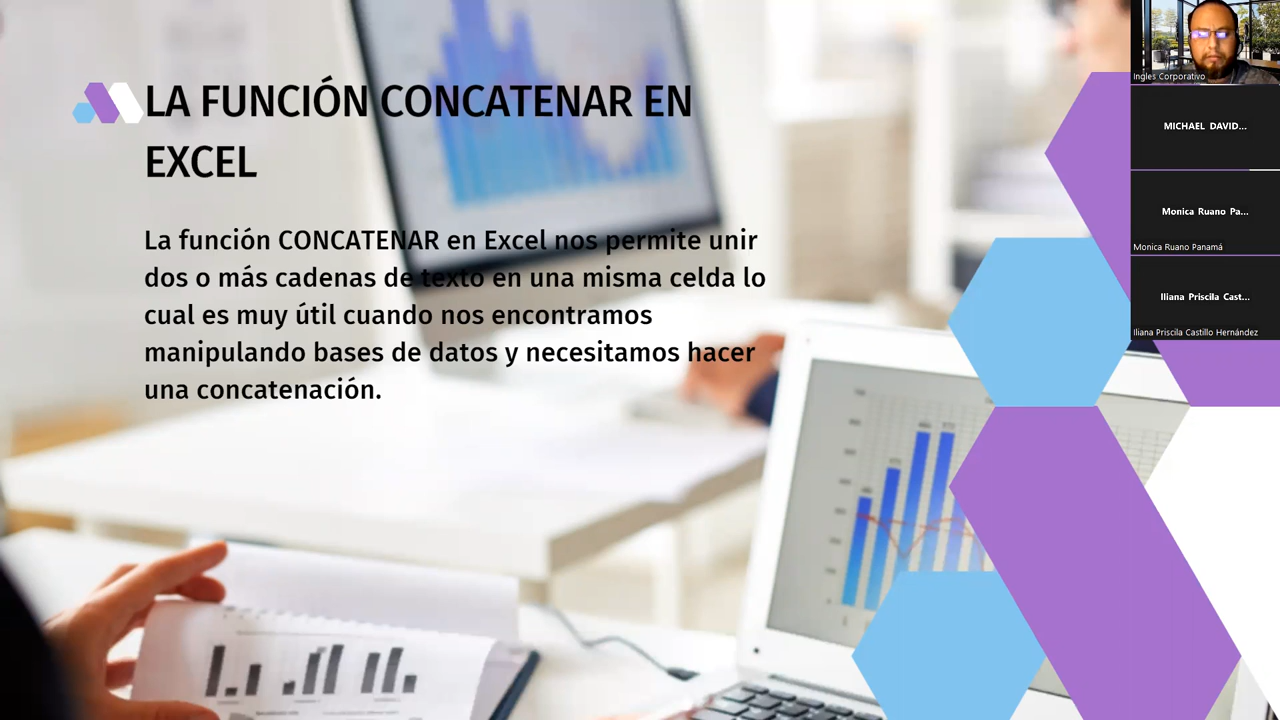 LA FUNCIÓN CONCATENAR EN
EXCEL
La función CONCATENAR en Excel nos permite unir
dos o más cadenas de texto en una misma celda lo
cual es muy útil cuando nos encontramos
manipulando bases de datos y necesitamos hacer
una concatenación.
Ingles Corporativo
MICHAEL DAVID...
Monica Ruano Pa...
Monica Ruano Panamá
Iliana Priscila Cast...
Iliana Priscila Castillo Hernández